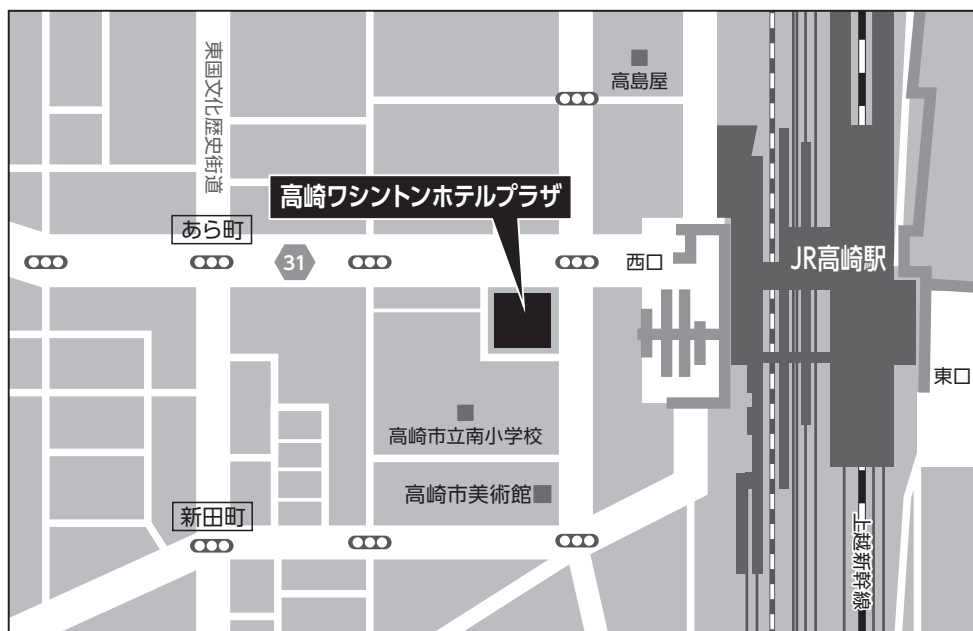 東国文化歴史街道
高島屋
高崎ワシントンホテルプラザ
あら町
31
西口
JR高崎駅
東口
高崎市立南小学校
高崎市美術館
新田町
上越新幹線